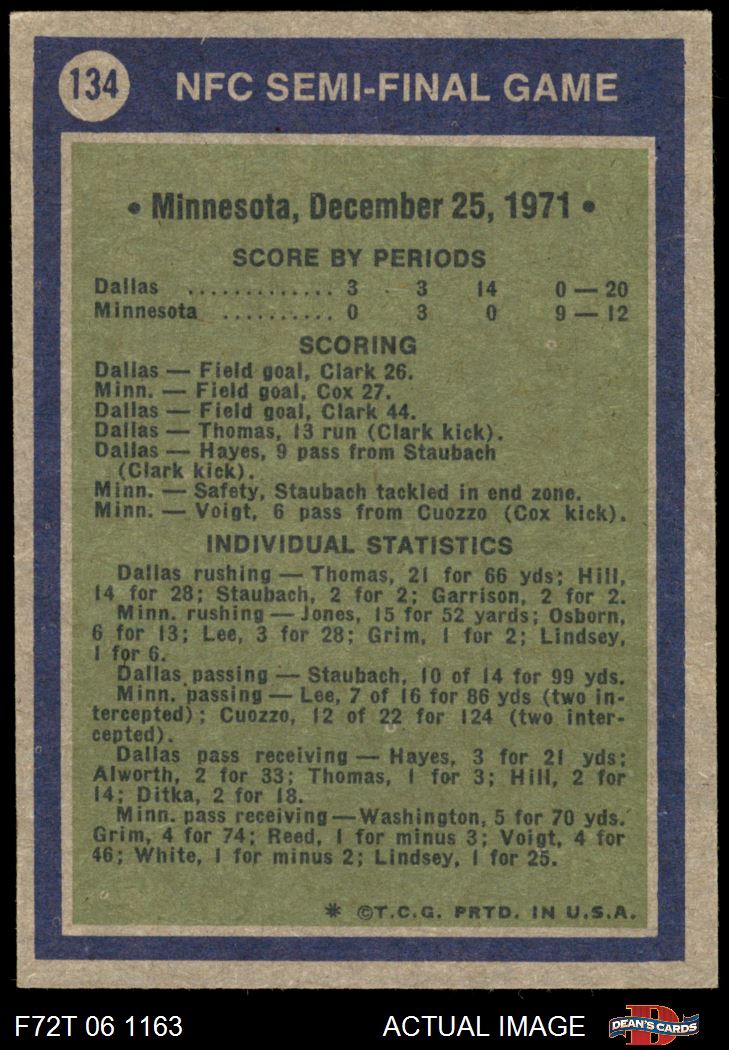 134
NFC SEMI-FINAL GAME
• Minnesota, December 25, 1971 •
SCORE BY PERIODS
Dallas ............. 3 3 14 0 — 20
Minnesota .......... 0 3 0 9 — 12
SCORING
Dallas — Field goal, Clark 26.
Minn. — Field goal, Cox 27.
Dallas — Field goal, Clark 44.
Dallas — Thomas, 13 run (Clark kick).
Dallas — Hayes, 9 pass from Staubach
(Clark kick).
Minn. — Safety, Staubach tackled in end zone.
Minn. — Voigt, 6 pass from Cuozzo (Cox kick).
INDIVIDUAL STATISTICS
Dallas rushing — Thomas, 21 for 66 yds; Hill,
14 for 28; Staubach, 2 for 2; Garrison, 2 for 2.
Minn. rushing — Jones, 15 for 52 yards; Osborn,
6 for 13; Lee, 3 for 28; Grim, 1 for 2; Lindsey,
1 for 6.
Dallas passing — Staubach, 10 of 14 for 99 yds.
Minn. passing — Lee, 7 of 16 for 86 yds (two in-
tercepted); Cuozzo, 12 of 22 for 124 (two inter-
cepted).
Dallas pass receiving — Hayes, 3 for 21 yds;
Alworth, 2 for 33; Thomas, 1 for 3; Hill, 2 for
14; Ditka, 2 for 18.
Minn. pass receiving — Washington, 5 for 70 yds.
Grim, 4 for 74; Reed, 1 for minus 3; Voigt, 4 for
46; White, 1 for minus 2; Lindsey, 1 for 25.
* ©T.C.G. PRTD. IN U.S.A.
F72T 06 1163 ACTUAL IMAGE D DEAN'S CARDS